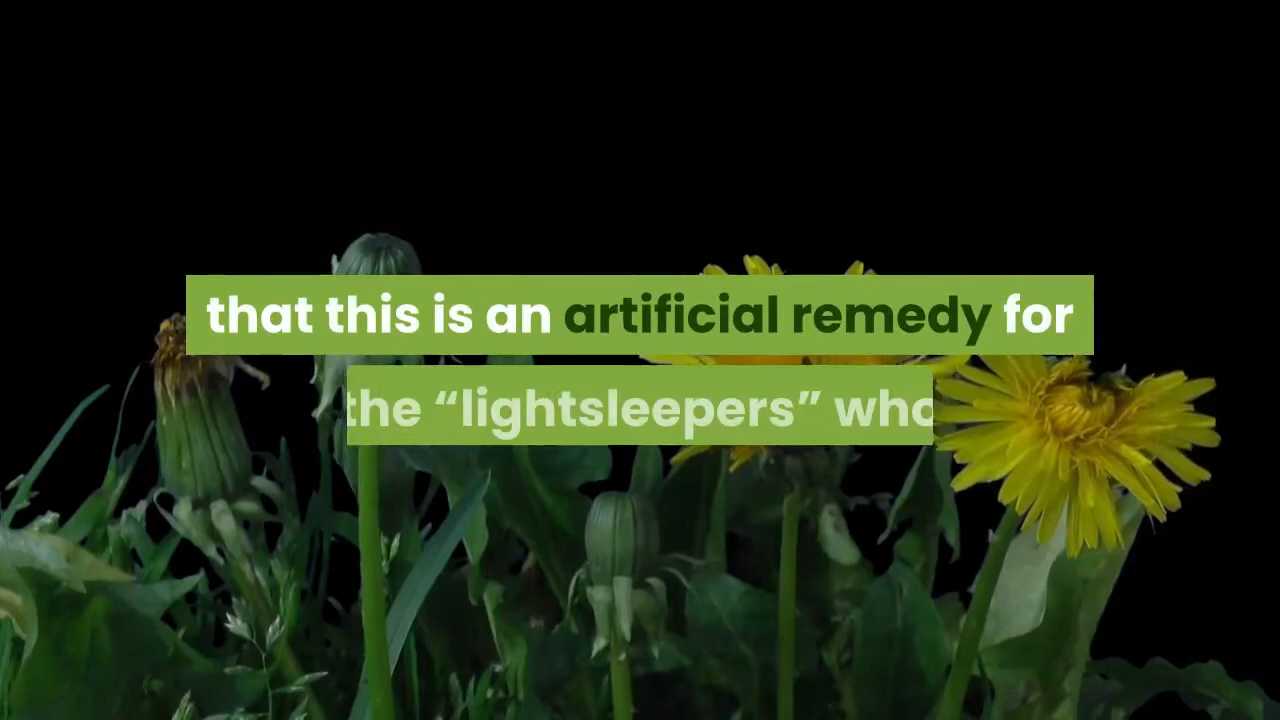 that this is an artificial remedy for
the “lightsleepers” who